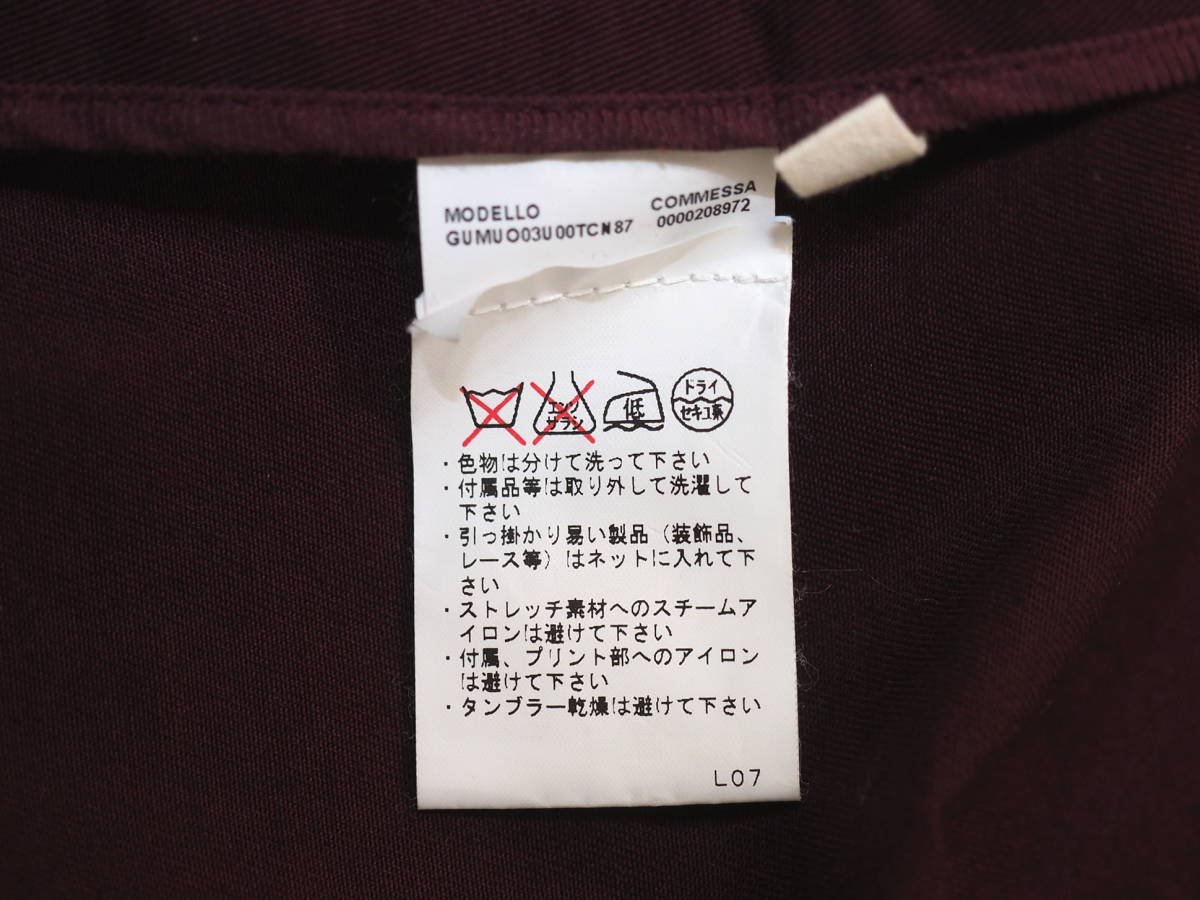 MODELLO
GUMUO03U00TCN87
COMMESSA
0000208972
エンソ
サラシ
低
ドライ
セキユ系
・色物は分けて洗って下さい
・付属品等は取り外して洗濯して
下さい
・引っ掛かり易い製品（装飾品、
レース等）はネットに入れて下
さい
・ストレッチ素材へのスチームア
イロンは避けて下さい
・付属、プリント部へのアイロン
は避けて下さい
・タンブラー乾燥は避けて下さい
L07